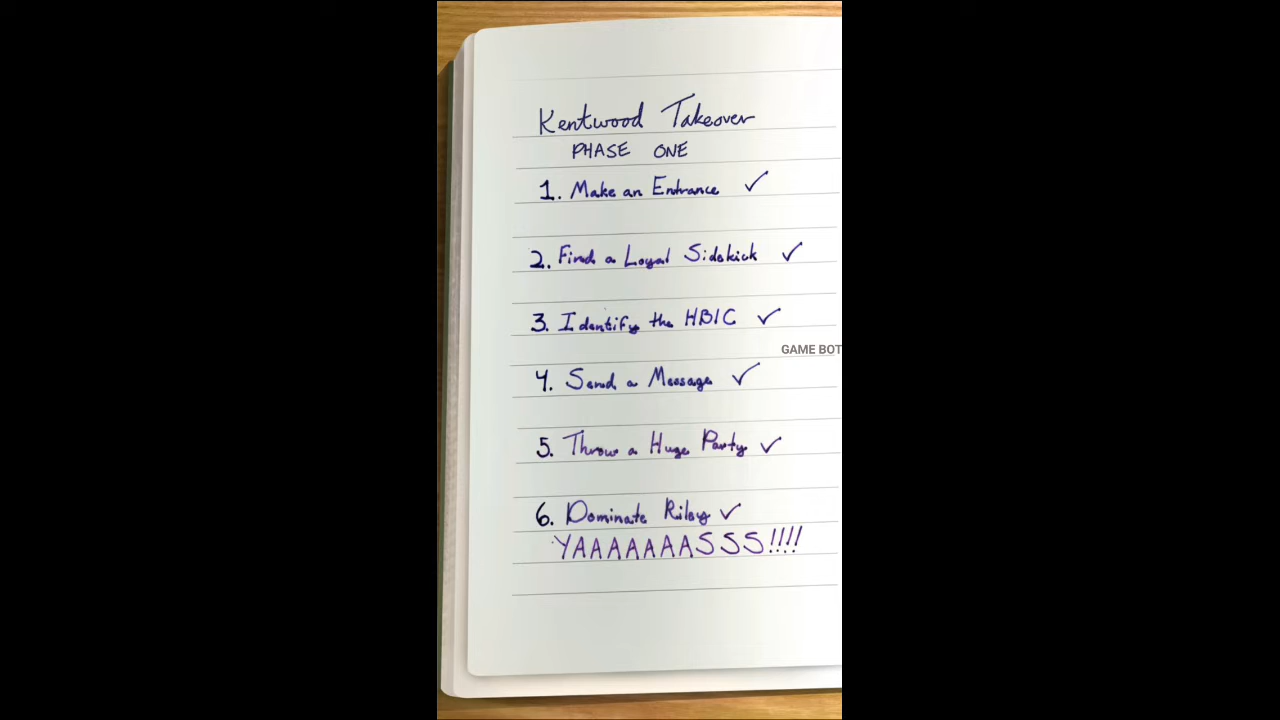 Kentwood Takeover
PHASE ONE
1. Make an Entrance ✓
2. Find a Loyal Sidekick ✓
3. Identify the HBIC ✓
GAME BOT
4. Send a Message ✓
5. Throw a Huge Party ✓
6. Dominate Riley ✓
YAAAAAAASSS!!!!